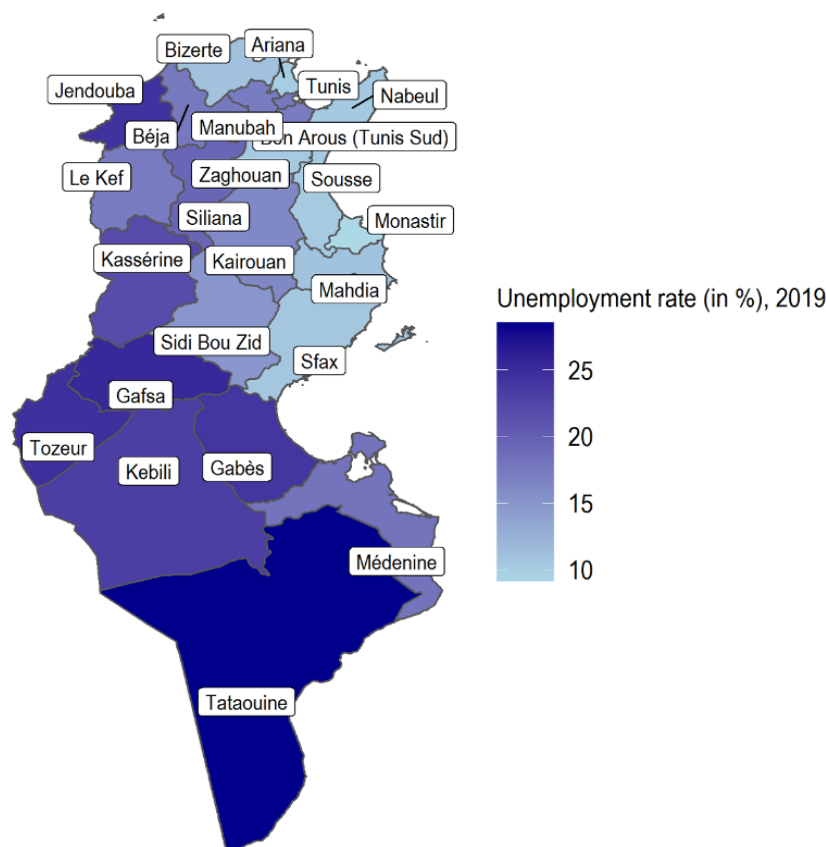 Bizerte
Ariana
Jendouba
Tunis
Nabeul
Béja
Manubah
Ben Arous (Tunis Sud)
Le Kef
Zaghouan
Sousse
Siliana
Monastir
Kassérine
Kairouan
Mahdia
Unemployment rate (in %), 2019
Sidi Bou Zid
Sfax
25
Gafsa
20
Tozeur
Kebili
Gabès
15
Médenine
10
Tataouine